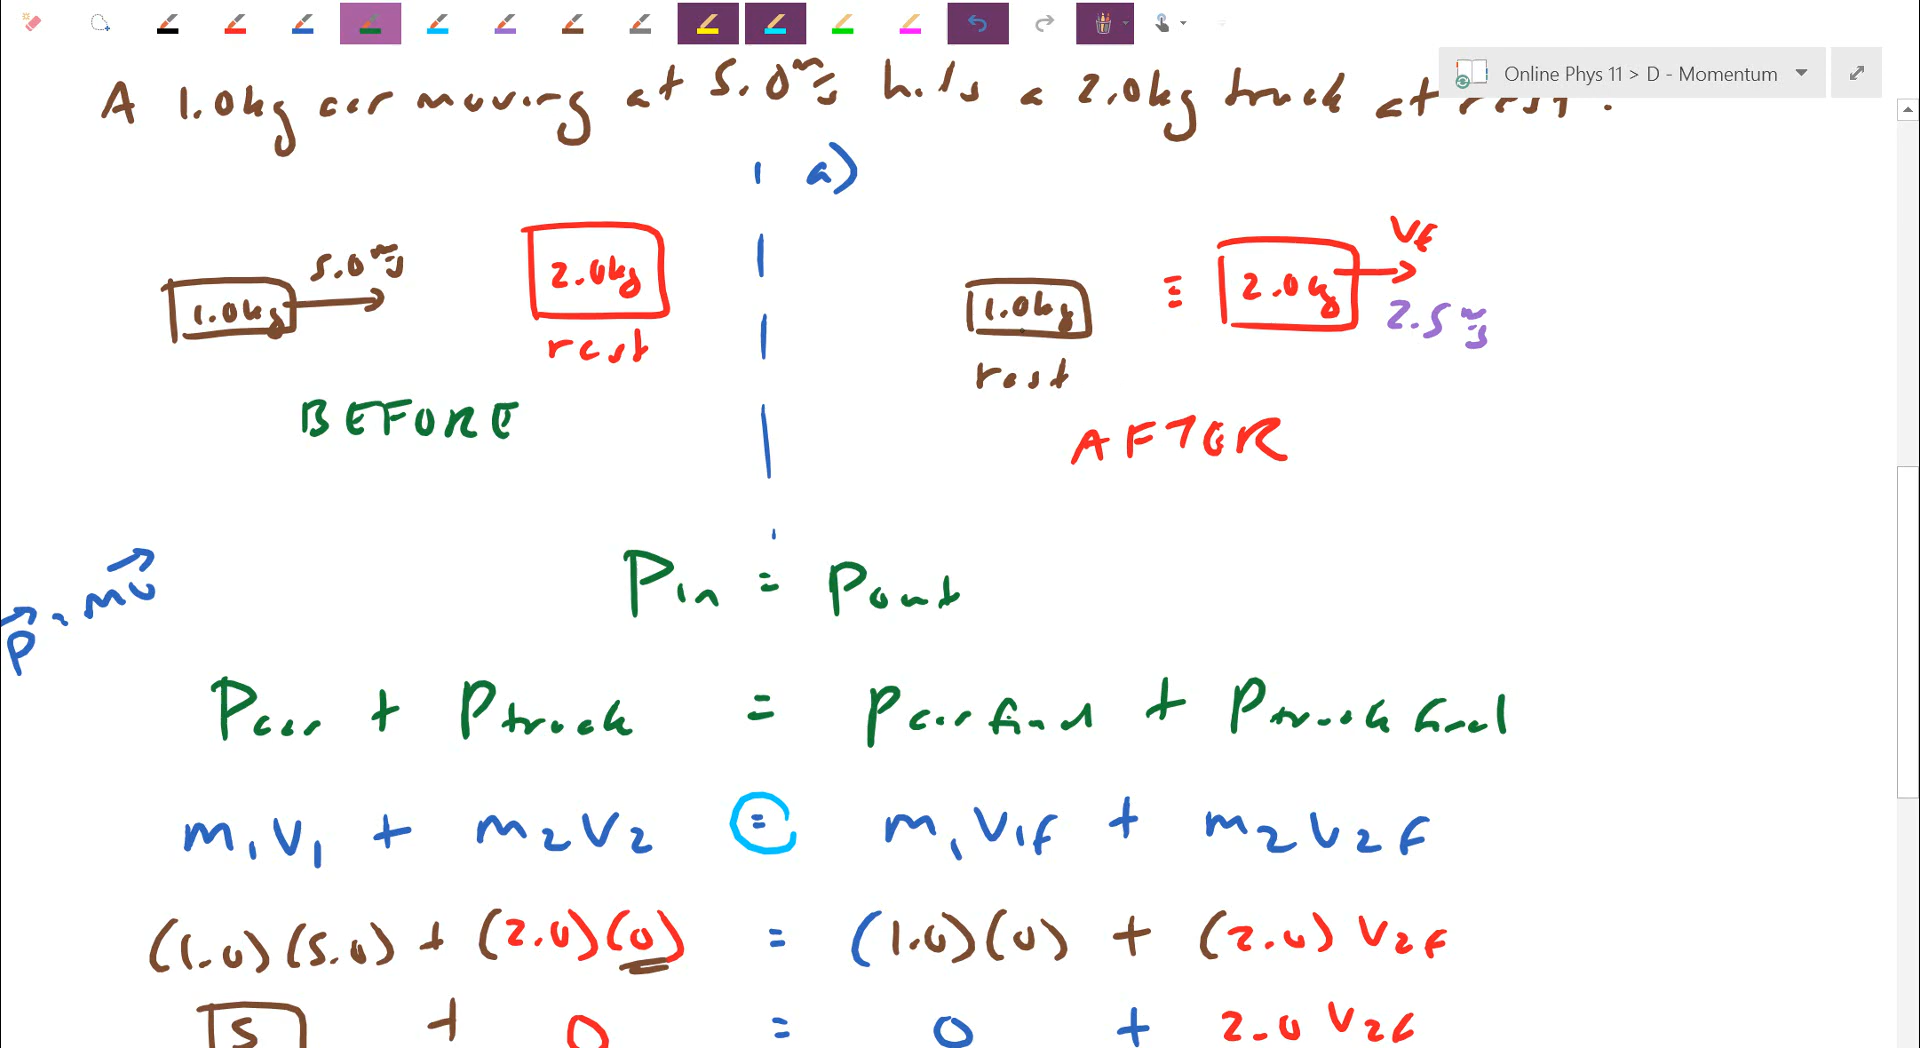 Online Phys 11 > D - Momentum
A 1.0kg car moving at 5.0 m/s hits a 2.0kg truck at rest.
a)
5.0 m/s
1.0kg
2.0kg
rest
BEFORE
1.0kg
rest
=
2.0kg
Vf
2.5 m/s
AFTER
Pin = Pout
P = mv
Pcar + Ptruck = Pcar final + Ptruck final
m1V1 + m2V2 = m1V1f + m2V2f
(1.0)(5.0) + (2.0)(0) = (1.0)(0) + (2.0)V2f
5 + 0 = 0 + 2.0 V2f